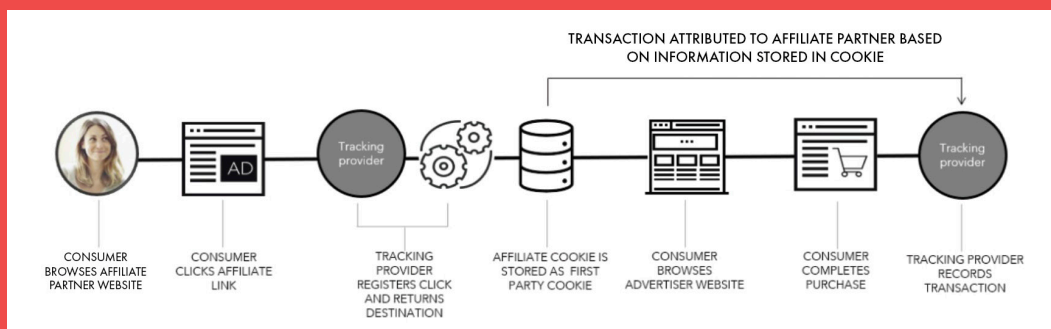 TRANSACTION ATTRIBUTED TO AFFILIATE PARTNER BASED
ON INFORMATION STORED IN COOKIE
AD
Tracking
provider
Tracking
provider
CONSUMER
BROWSES AFFILIATE
PARTNER WEBSITE
CONSUMER
CLICKS AFFILIATE
LINK
TRACKING
PROVIDER
REGISTERS CLICK
AND RETURNS
DESTINATION
AFFILIATE COOKIE IS
STORED AS FIRST
PARTY COOKIE
CONSUMER
BROWSES
ADVERTISER WEBSITE
CONSUMER
COMPLETES
PURCHASE
TRACKING PROVIDER
RECORDS
TRANSACTION